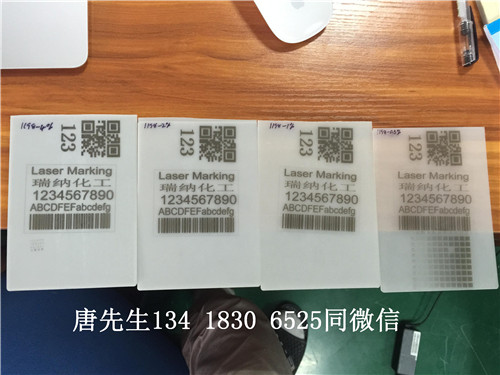 123
Laser Marking
瑞纳化工
1234567890
ABCDFEFabcdefg
123
Laser Marking
瑞纳化工
1234567890
ABCDFEFabcdefg
123
Laser Marking
瑞纳化工
1234567890
ABCDFEFabcdefg
123
Laser Marking
瑞纳化工
1234567890
ABCDEFabcdefg
唐先生134 1830 6525同微信